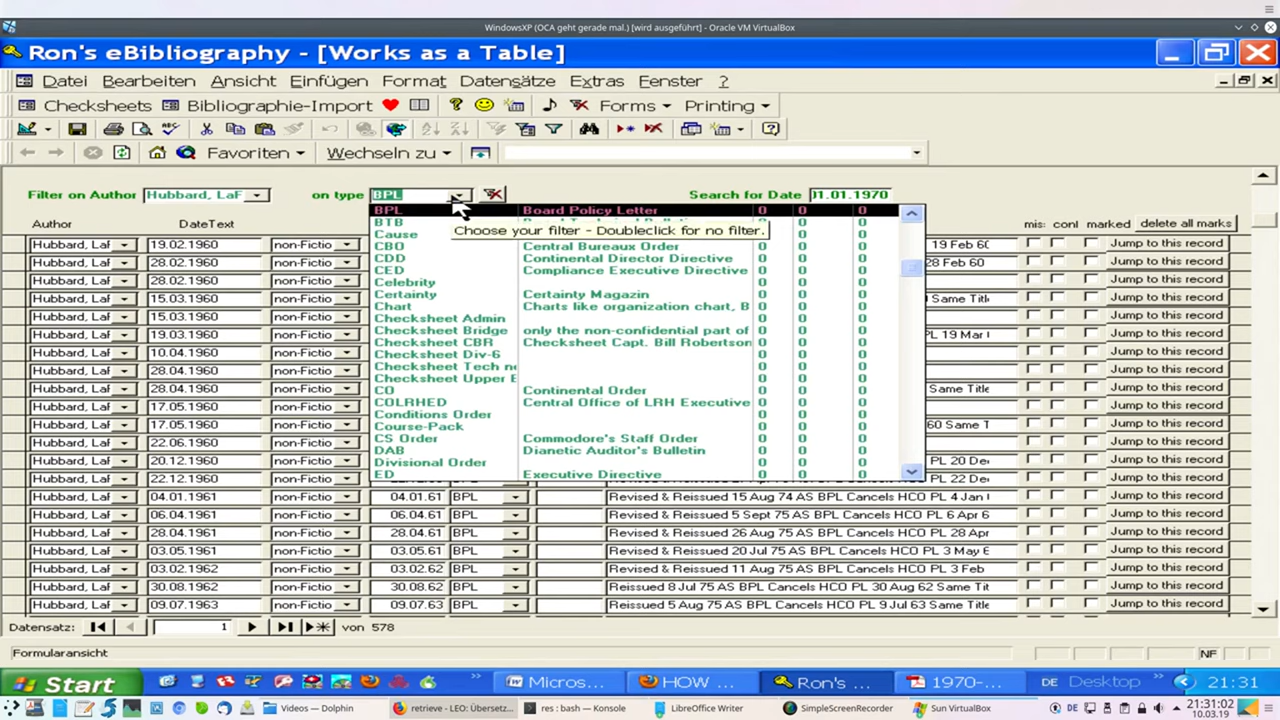 WindowsXP (OCA geht gerade mal.) [wird ausgeführt] - Oracle VM VirtualBox
Ron's eBibliography - [Works as a Table]
Datei Bearbeiten Ansicht Einfügen Format Datensätze Extras Fenster ?
Checksheets Bibliographie-Import Forms Printing
Favoriten Wechseln zu
Filter on Author Hubbard, LaF on type BPL Search for Date 01.01.1970
Author DateText mis: conl marked delete all marks
BPL Board Policy Letter 0 0 0
BTB 0 0 0
Choose your filter - Doubleclick for no filter.
Cause
CBO Central Bureaux Order 0 0 0
CDD Continental Director Directive 0 0 0
CED Compliance Executive Directive 0 0 0
Celebrity 0 0 0
Certainty Certainty Magazin 0 0 0
Chart Charts like organization chart, B 0 0 0
Checksheet Admin 0 0 0
Checksheet Bridge only the non-confidential part of 0 0 0
Checksheet CBR Checksheet Capt. Bill Robertson 0 0 0
Checksheet Div-6 0 0 0
Checksheet Tech 0 0 0
Checksheet Upper 0 0 0
CO Continental Order 0 0 0
COLRHED Central Office of LRH Executive 0 0 0
Conditions Order 0 0 0
Course-Pack 0 0 0
CS Order Commodore's Staff Order 0 0 0
DAB Dianetic Auditor's Bulletin 0 0 0
Divisional Order 0 0 0
ED Executive Directive 0 0 0
Hubbard, Laf 19.02.1960 non-Fictio 19 Feb 60 Jump to this record
Hubbard, Laf 28.02.1960 non-Fictio 28 Feb 60 Jump to this record
Hubbard, Laf 28.02.1960 non-Fictio Jump to this record
Hubbard, Laf 15.03.1960 non-Fictio Same Title Jump to this record
Hubbard, Laf 15.03.1960 non-Fictio Jump to this record
Hubbard, Laf 19.03.1960 non-Fictio PL 19 Mar Jump to this record
Hubbard, Laf 10.04.1960 non-Fictio Jump to this record
Hubbard, Laf 28.04.1960 non-Fictio Jump to this record
Hubbard, Laf 28.04.1960 non-Fictio Same Title Jump to this record
Hubbard, Laf 17.05.1960 non-Fictio Jump to this record
Hubbard, Laf 17.05.1960 non-Fictio 60 Same Title Jump to this record
Hubbard, Laf 22.06.1960 non-Fictio Jump to this record
Hubbard, Laf 20.12.1960 non-Fictio PL 20 Dec Jump to this record
Hubbard, Laf 22.12.1960 non-Fictio PL 22 Dec Jump to this record
Hubbard, Laf 04.01.1961 non-Fictio 04.01.61 BPL Revised & Reissued 15 Aug 74 AS BPL Cancels HCO PL 4 Jan Jump to this record
Hubbard, Laf 06.04.1961 non-Fictio 06.04.61 BPL Revised & Reissued 5 Sept 75 AS BPL Cancels HCO PL 6 Apr 6 Jump to this record
Hubbard, Laf 28.04.1961 non-Fictio 28.04.61 BPL Revised & Reissued 26 Aug 75 AS BPL Cancels HCO PL 28 Apr Jump to this record
Hubbard, Laf 03.05.1961 non-Fictio 03.05.61 BPL Revised & Reissued 20 Jul 75 AS BPL Cancels HCO PL 3 May Jump to this record
Hubbard, Laf 03.02.1962 non-Fictio 03.02.62 BPL Revised & Reissued 11 Aug 75 AS BPL Cancels HCO PL 3 Feb Jump to this record
Hubbard, Laf 30.08.1962 non-Fictio 30.08.62 BPL Reissued 8 Jul 75 AS BPL Cancels HCO PL 30 Aug 62 Same Title Jump to this record
Hubbard, Laf 09.07.1963 non-Fictio 09.07.63 BPL Reissued 5 Aug 75 AS BPL Cancels HCO PL 9 Jul 63 Same Title Jump to this record
Datensatz: 1 von 578
Formularansicht NF
Start Micros... HOW ... Ron's ... 1970-... DE Desktop 21:31
Videos — Dolphin retrieve - LEO: Übersetz... res : bash — Konsole LibreOffice Writer SimpleScreenRecorder Sun VirtualBox DE 21:31:02
10.03.19